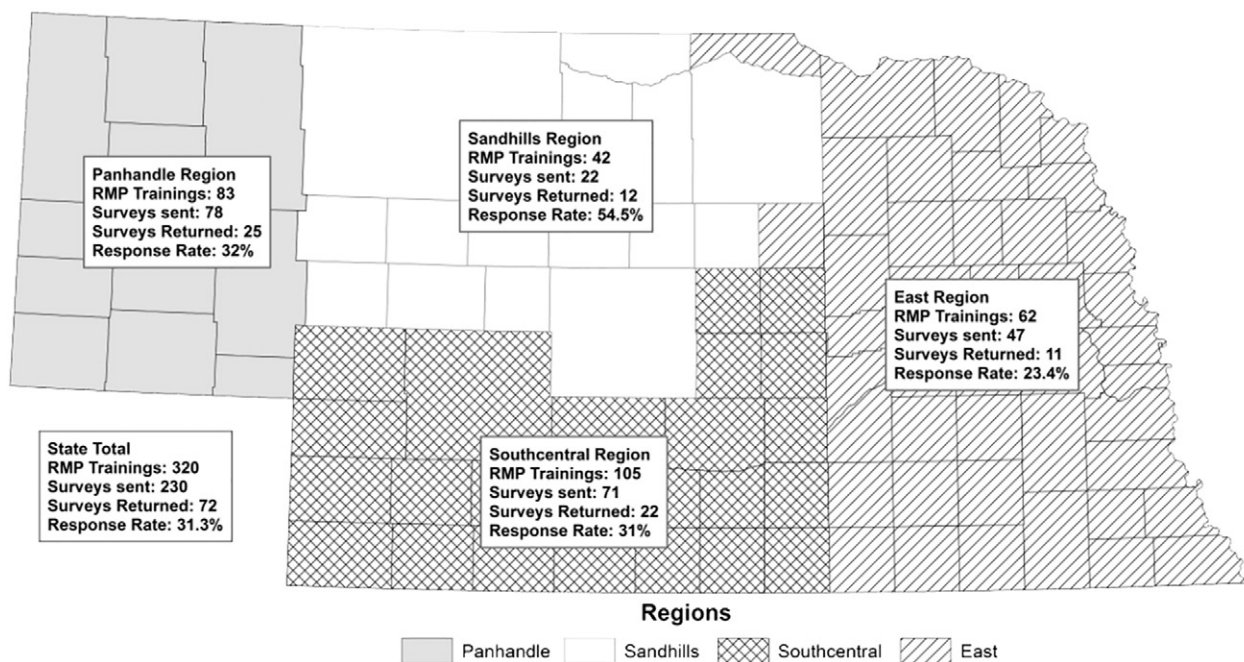 Sandhills Region
RMP Trainings: 42
Surveys sent: 22
Surveys Returned: 12
Response Rate: 54.5%
Panhandle Region
RMP Trainings: 83
Surveys sent: 78
Surveys Returned: 25
Response Rate: 32%
East Region
RMP Trainings: 62
Surveys sent: 47
Surveys Returned: 11
Response Rate: 23.4%
State Total
RMP Trainings: 320
Surveys sent: 230
Surveys Returned: 72
Response Rate: 31.3%
Southcentral Region
RMP Trainings: 105
Surveys sent: 71
Surveys Returned: 22
Response Rate: 31%
Regions
Panhandle Sandhills Southcentral East